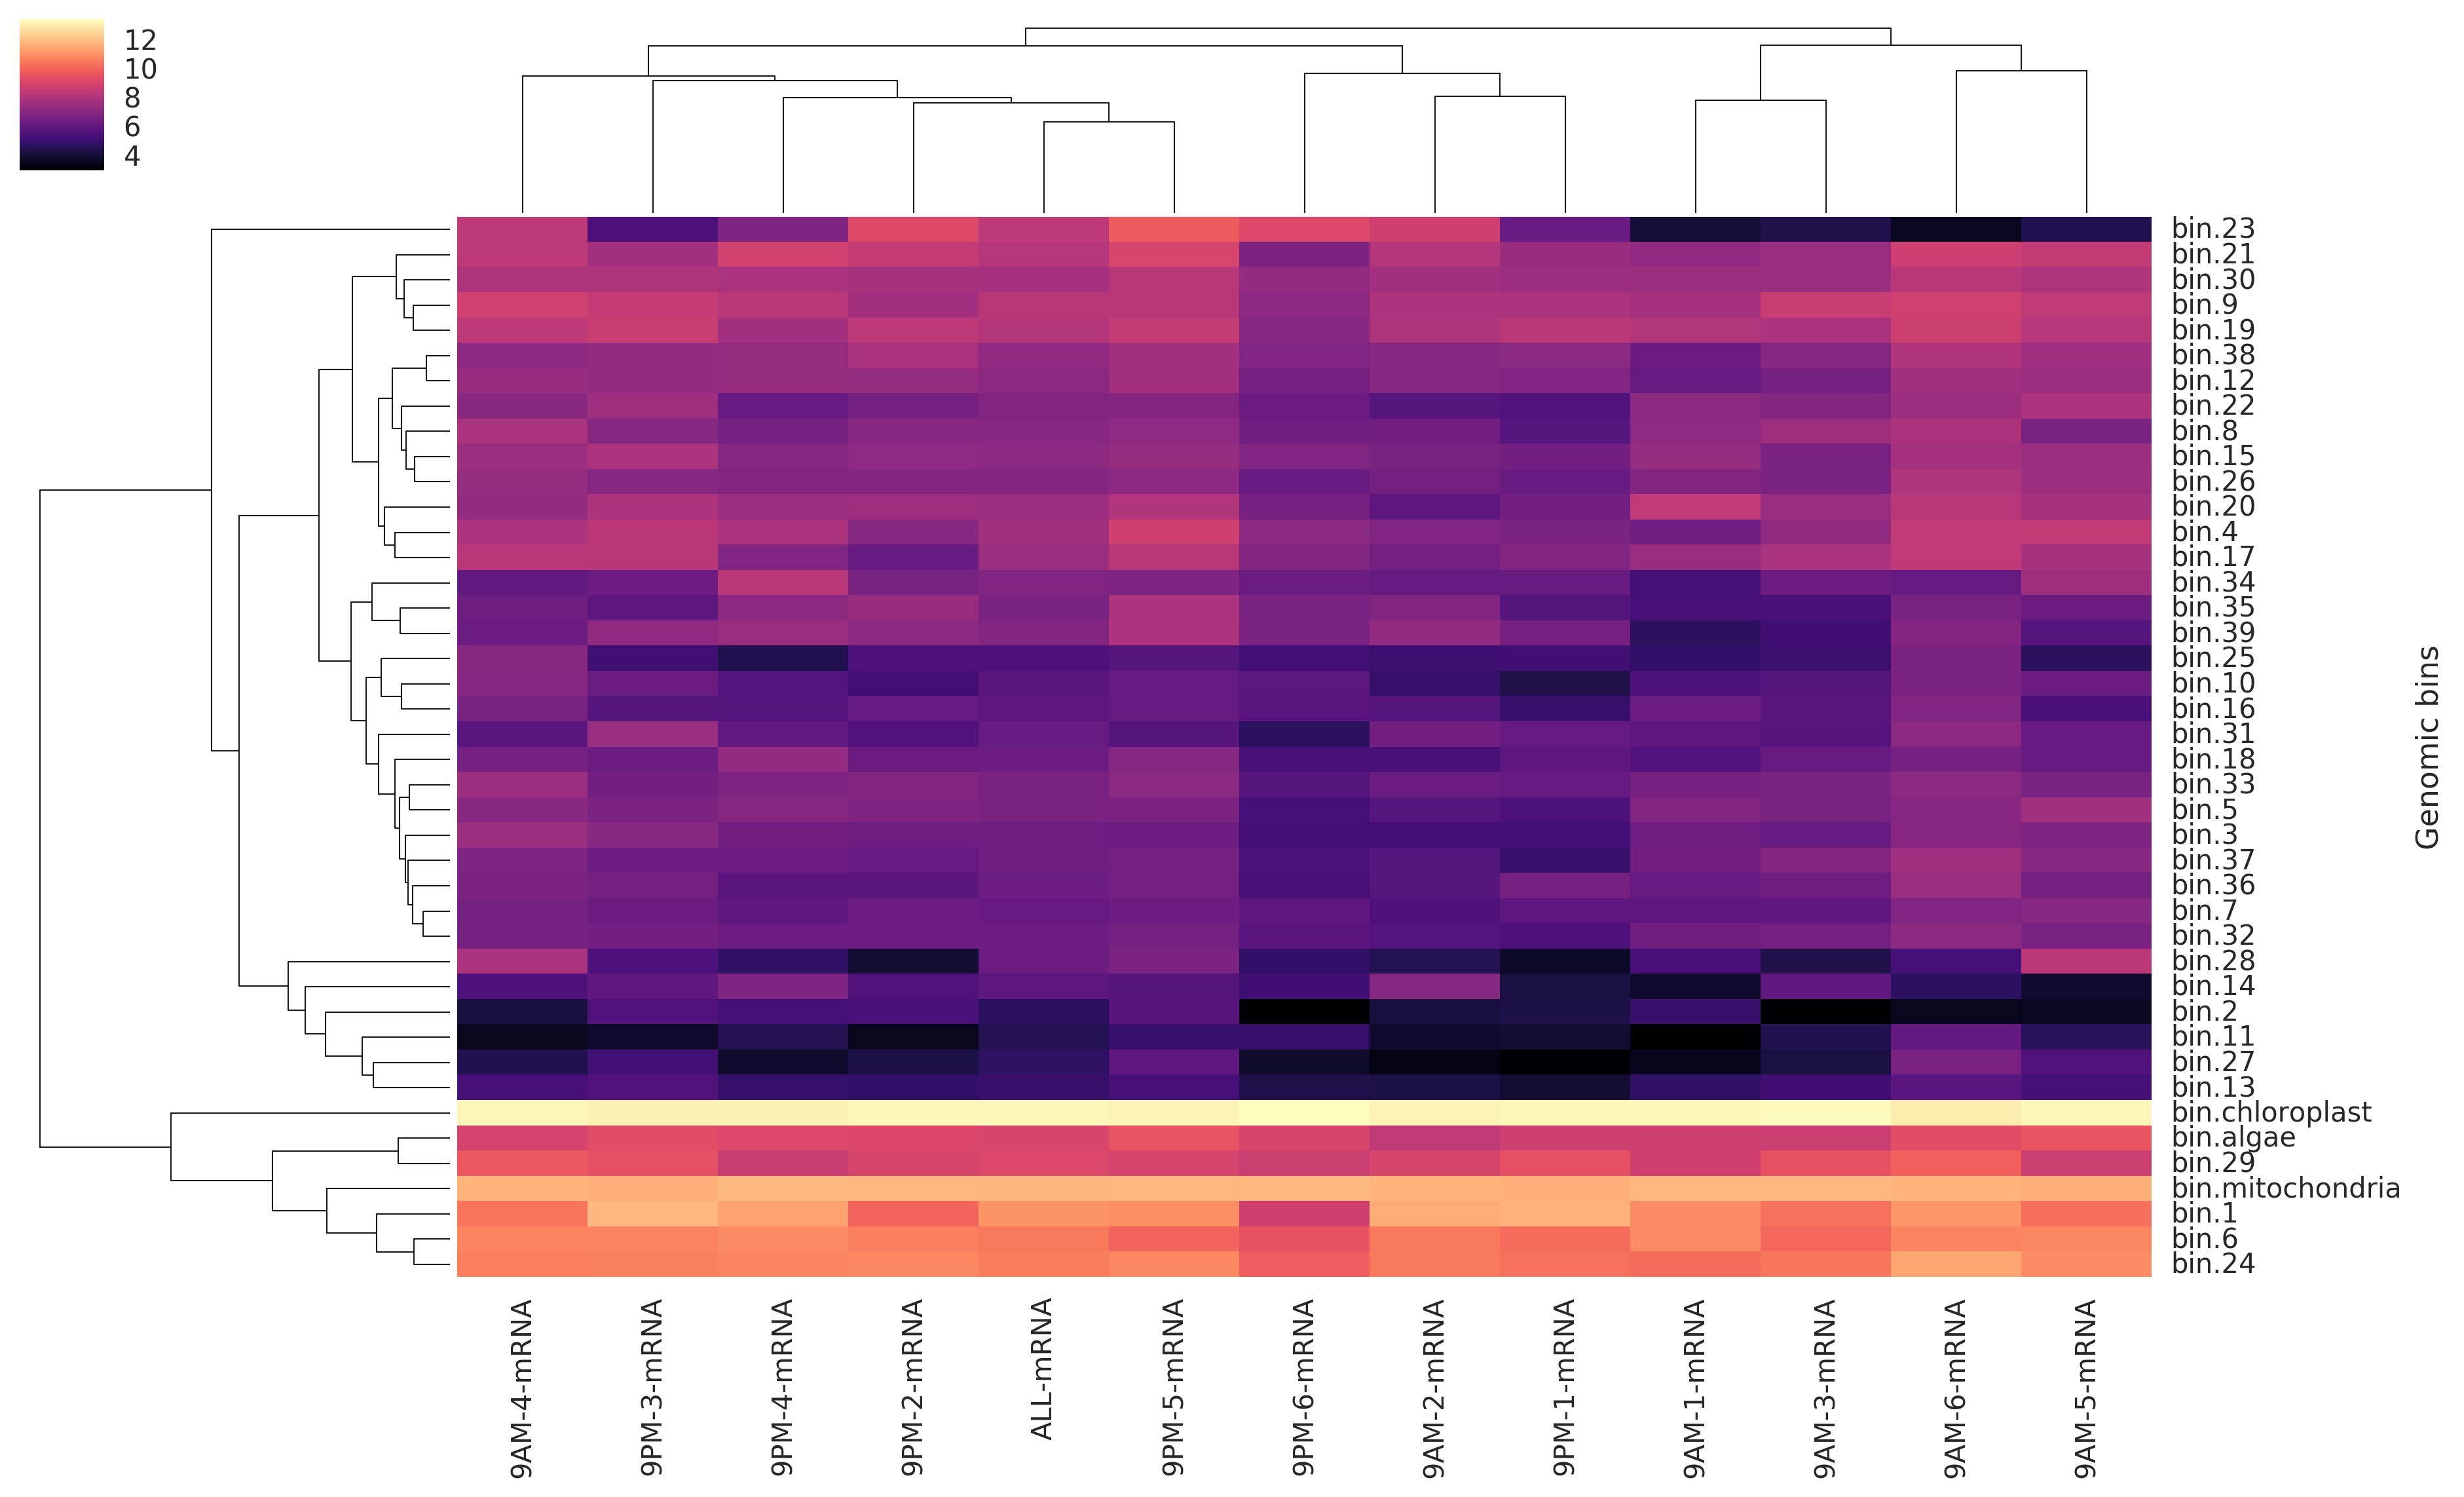 12
10
8
6
4
bin.23
bin.21
bin.30
bin.9
bin.19
bin.38
bin.12
bin.22
bin.8
bin.15
bin.26
bin.20
bin.4
bin.17
bin.34
bin.35
bin.39
bin.25
bin.10
bin.16
bin.31
bin.18
bin.33
bin.5
bin.3
bin.37
bin.36
bin.7
bin.32
bin.28
bin.14
bin.2
bin.11
bin.27
bin.13
bin.chloroplast
bin.algae
bin.29
bin.mitochondria
bin.1
bin.6
bin.24
Genomic bins
9AM-4-mRNA
9PM-3-mRNA
9PM-4-mRNA
9PM-2-mRNA
ALL-mRNA
9PM-5-mRNA
9PM-6-mRNA
9AM-2-mRNA
9PM-1-mRNA
9AM-1-mRNA
9AM-3-mRNA
9AM-6-mRNA
9AM-5-mRNA